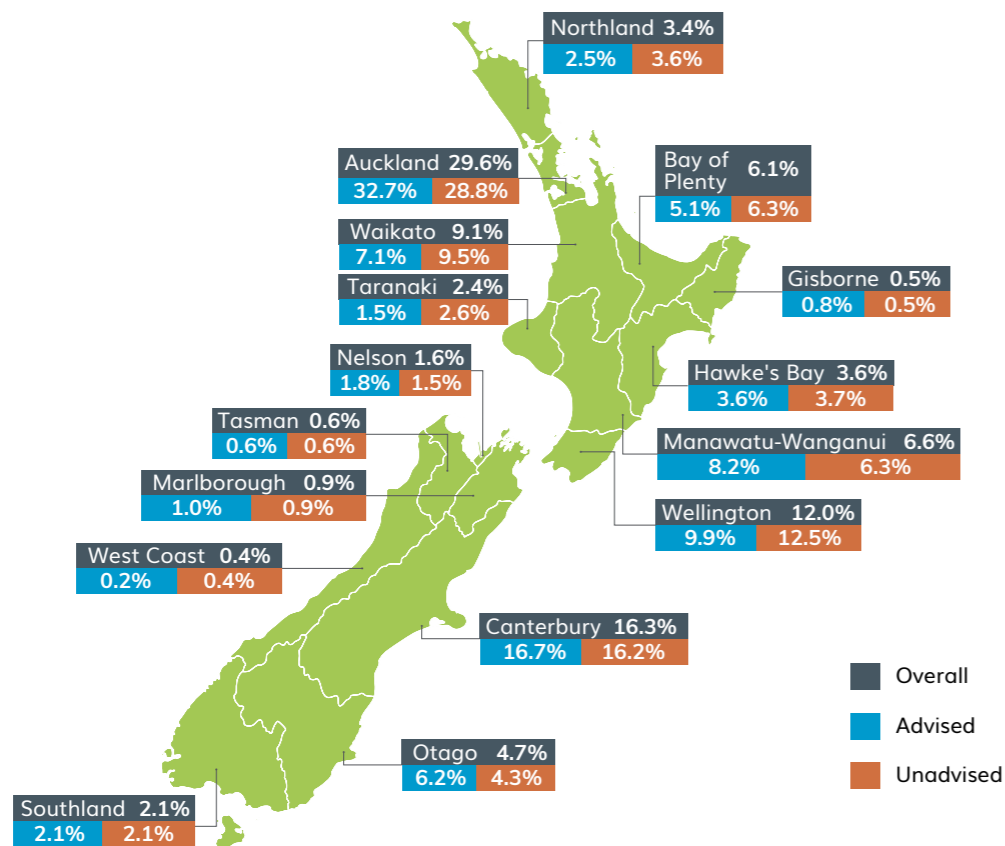 Northland 3.4%
2.5% 3.6%
Auckland 29.6%
32.7% 28.8%
Bay of
Plenty 6.1%
5.1% 6.3%
Waikato 9.1%
7.1% 9.5%
Gisborne 0.5%
0.8% 0.5%
Taranaki 2.4%
1.5% 2.6%
Nelson 1.6%
1.8% 1.5%
Hawke's Bay 3.6%
3.6% 3.7%
Tasman 0.6%
0.6% 0.6%
Manawatu-Wanganui 6.6%
8.2% 6.3%
Marlborough 0.9%
1.0% 0.9%
Wellington 12.0%
9.9% 12.5%
West Coast 0.4%
0.2% 0.4%
Canterbury 16.3%
16.7% 16.2%
Otago 4.7%
6.2% 4.3%
Southland 2.1%
2.1% 2.1%
Overall
Advised
Unadvised